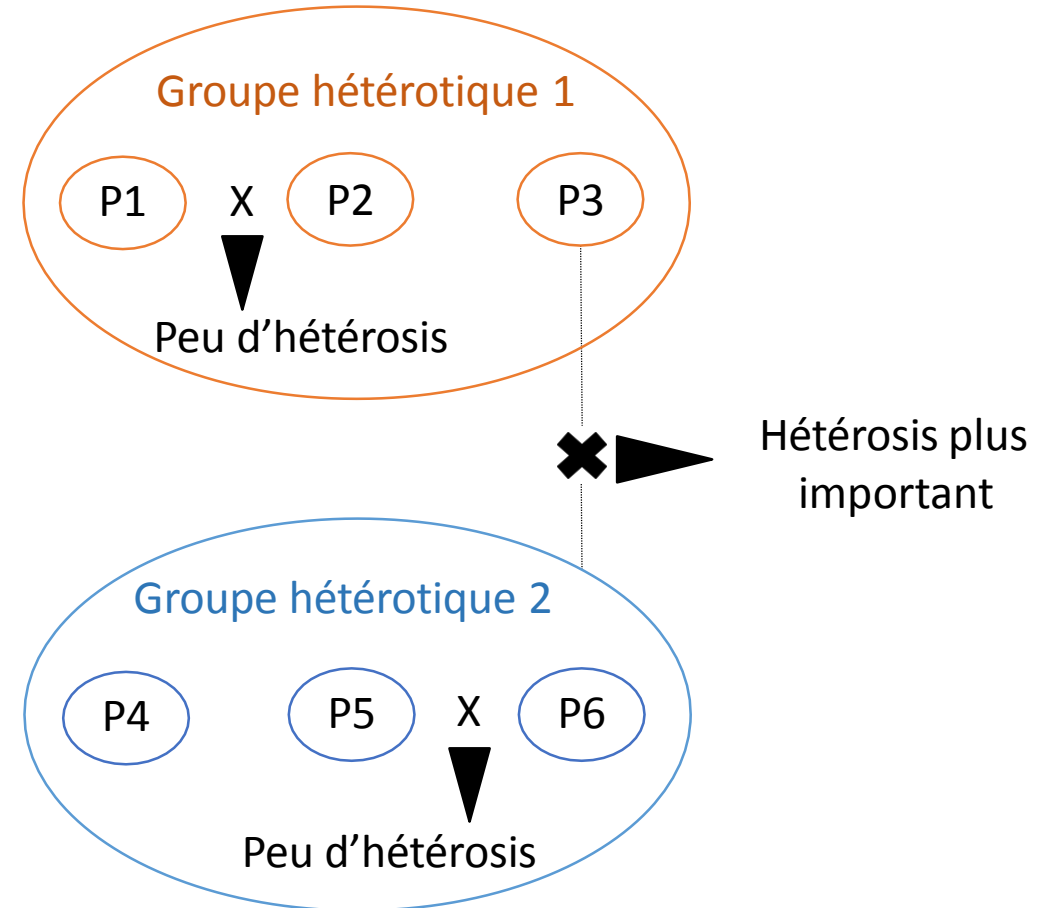 Groupe hétérotique 1
P1 X P2 P3
Peu d’hétérosis
Hétérosis plus
important
Groupe hétérotique 2
P4 P5 X P6
Peu d’hétérosis